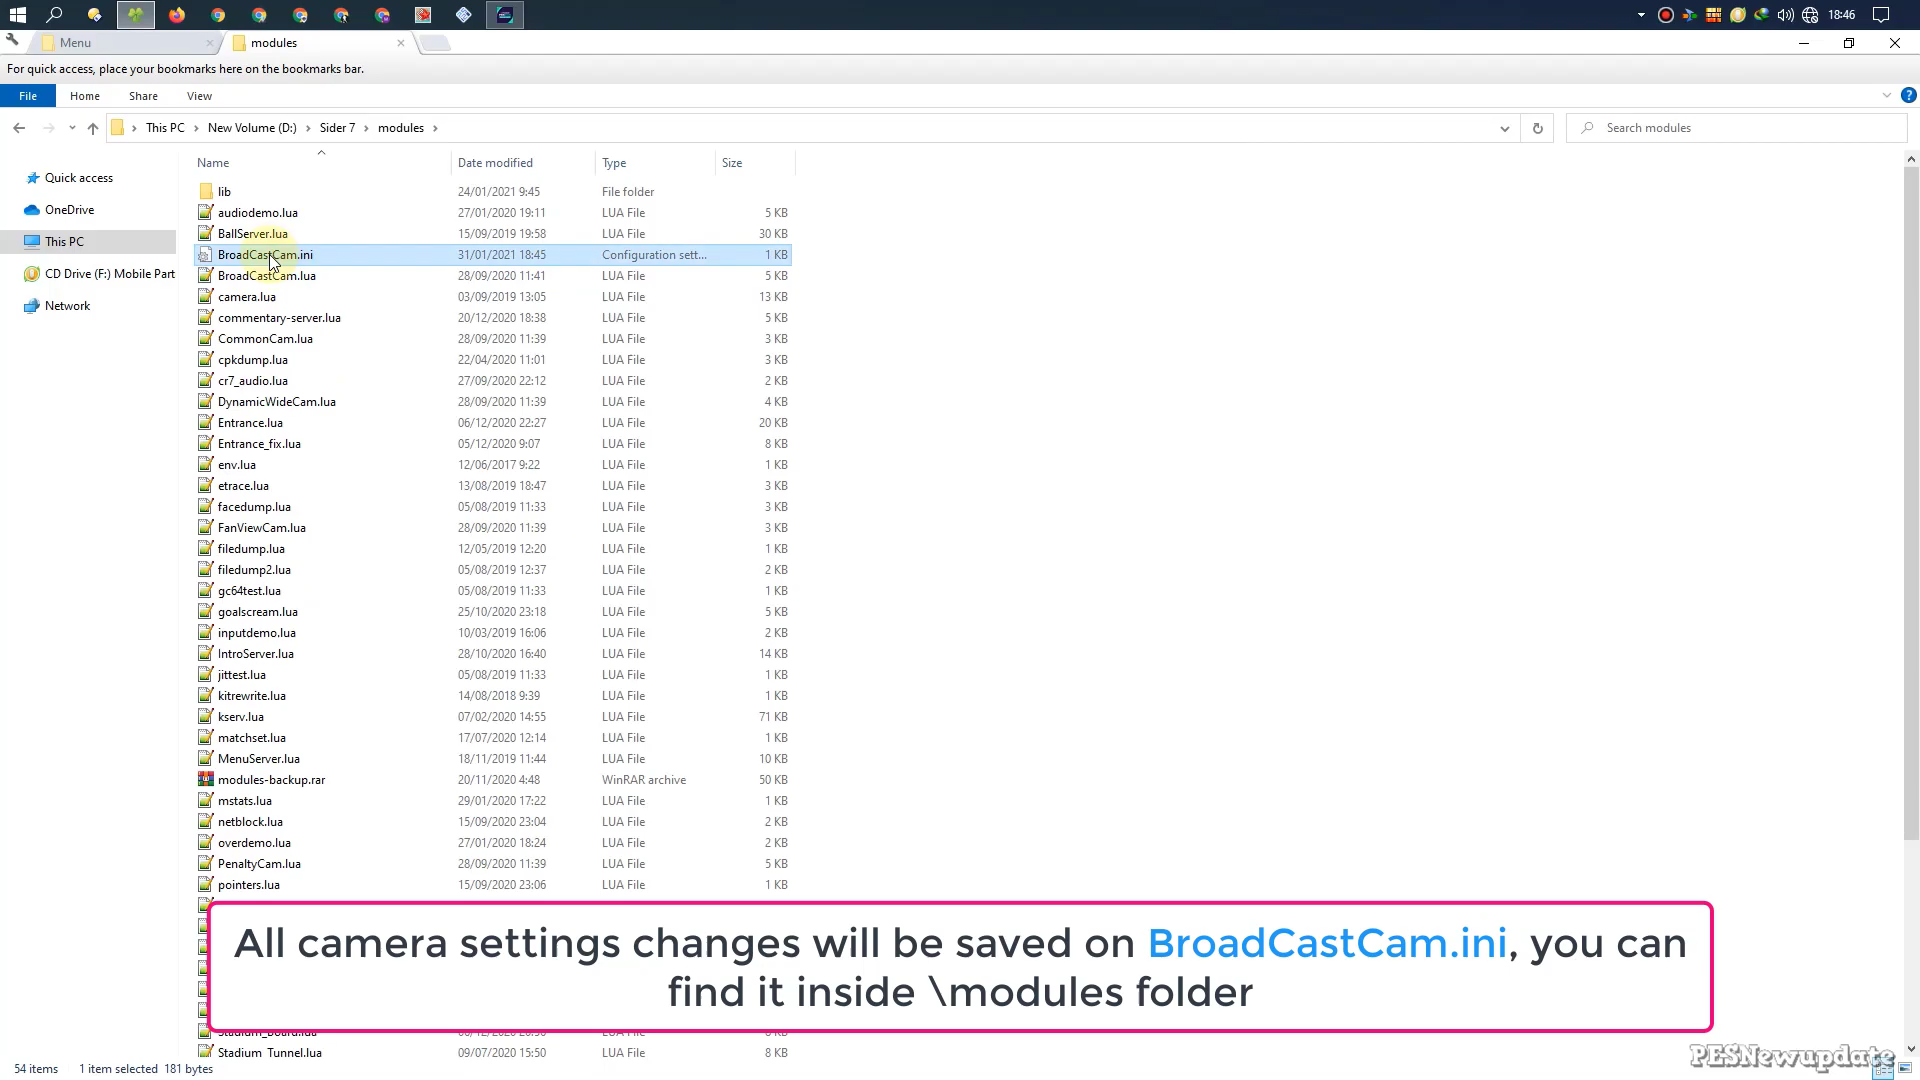 18:46
Menu
modules
For quick access, place your bookmarks here on the bookmarks bar.
File Home Share View
This PC > New Volume (D:) > Sider 7 > modules >
Search modules
Quick access
OneDrive
This PC
CD Drive (F:) Mobile Part
Network
Name Date modified Type Size
lib 24/01/2021 9:45 File folder
audiodemo.lua 27/01/2020 19:11 LUA File 5 KB
BallServer.lua 15/09/2019 19:58 LUA File 30 KB
BroadCastCam.ini 31/01/2021 18:45 Configuration sett... 1 KB
BroadCastCam.lua 28/09/2020 11:41 LUA File 5 KB
camera.lua 03/09/2019 13:05 LUA File 13 KB
commentary-server.lua 20/12/2020 18:38 LUA File 5 KB
CommonCam.lua 28/09/2020 11:39 LUA File 3 KB
cpkdump.lua 22/04/2020 11:01 LUA File 3 KB
cr7_audio.lua 27/09/2020 22:12 LUA File 2 KB
DynamicWideCam.lua 28/09/2020 11:39 LUA File 4 KB
Entrance.lua 06/12/2020 22:27 LUA File 20 KB
Entrance_fix.lua 05/12/2020 9:07 LUA File 8 KB
env.lua 12/06/2017 9:22 LUA File 1 KB
etrace.lua 13/08/2019 18:47 LUA File 3 KB
facedump.lua 05/08/2019 11:33 LUA File 3 KB
FanViewCam.lua 28/09/2020 11:39 LUA File 3 KB
filedump.lua 12/05/2019 12:20 LUA File 1 KB
filedump2.lua 05/08/2019 12:37 LUA File 2 KB
gc64test.lua 05/08/2019 11:33 LUA File 1 KB
goalscream.lua 25/10/2020 23:18 LUA File 5 KB
inputdemo.lua 10/03/2019 16:06 LUA File 2 KB
IntroServer.lua 28/10/2020 16:40 LUA File 14 KB
jittest.lua 05/08/2019 11:33 LUA File 1 KB
kitrewrite.lua 14/08/2018 9:39 LUA File 1 KB
kserv.lua 07/02/2020 14:55 LUA File 71 KB
matchset.lua 17/07/2020 12:14 LUA File 1 KB
MenuServer.lua 18/11/2019 11:44 LUA File 10 KB
modules-backup.rar 20/11/2020 4:48 WinRAR archive 50 KB
mstats.lua 29/01/2020 17:22 LUA File 1 KB
netblock.lua 15/09/2020 23:04 LUA File 2 KB
overdemo.lua 27/01/2020 18:24 LUA File 2 KB
PenaltyCam.lua 28/09/2020 11:39 LUA File 5 KB
pointers.lua 15/09/2020 23:06 LUA File 1 KB
All camera settings changes will be saved on BroadCastCam.ini, you can
find it inside \modules folder
Stadium_Tunnel.lua 09/07/2020 15:50 LUA File 8 KB
54 items 1 item selected 181 bytes
PESNewupdate